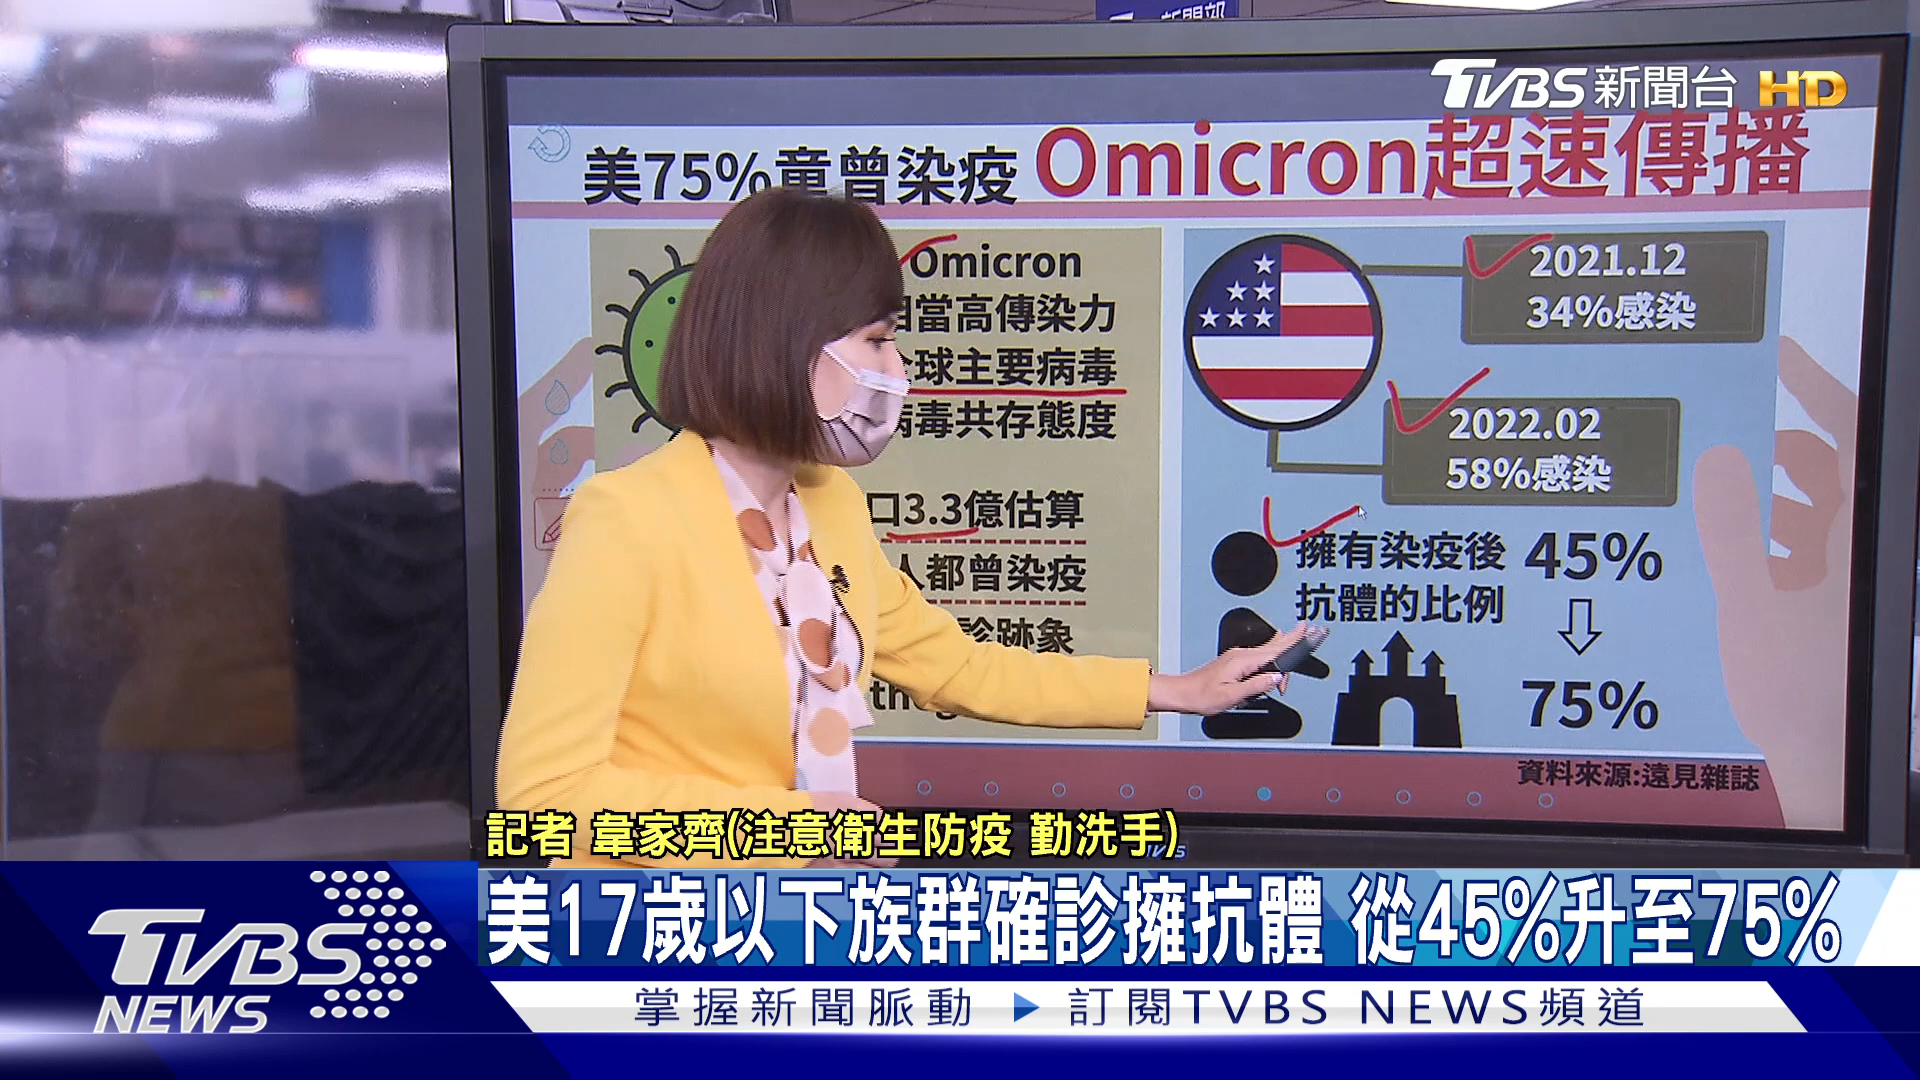 新聞部
TVBS新聞台 HD
美75%童曾染疫 Omicron超速傳播
Omicron
相當高傳染力
全球主要病毒
病毒共存態度
口3.3億估算
人都曾染疫
診跡象
2021.12
34%感染
2022.02
58%感染
擁有染疫後
抗體的比例
45%
75%
資料來源:遠見雜誌
TVBS
記者 韋家齊(注意衛生防疫 勤洗手)
美17歲以下族群確診擁抗體 從45%升至75%
TVBS
NEWS
掌握新聞脈動 ▶ 訂閱TVBS NEWS頻道